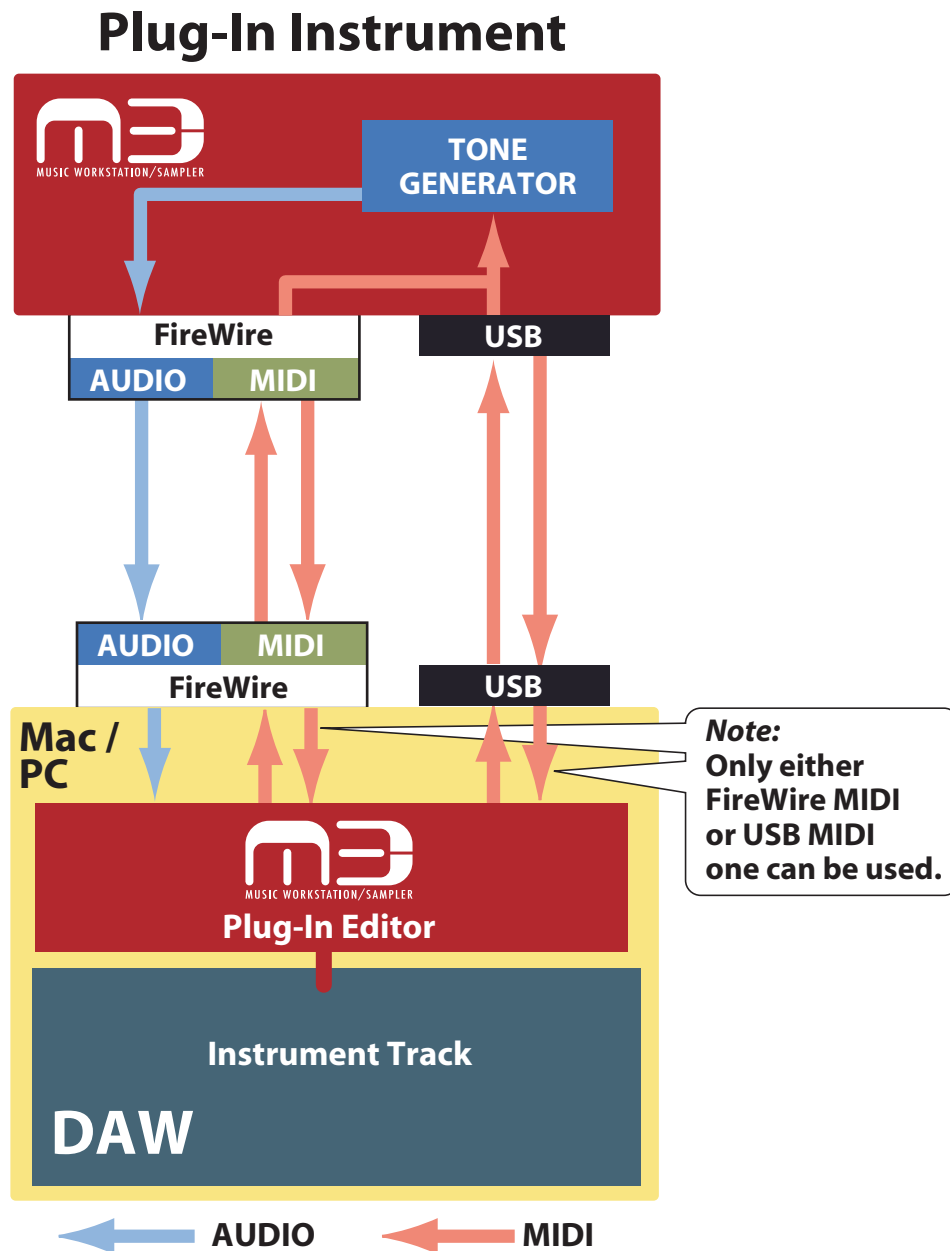 Plug-In Instrument
m3
MUSIC WORKSTATION/SAMPLER
TONE
GENERATOR
FireWire
AUDIO MIDI
USB
AUDIO MIDI
FireWire
USB
Mac /
PC
Note:
Only either
FireWire MIDI
or USB MIDI
one can be used.
m3
MUSIC WORKSTATION/SAMPLER
Plug-In Editor
Instrument Track
DAW
AUDIO MIDI